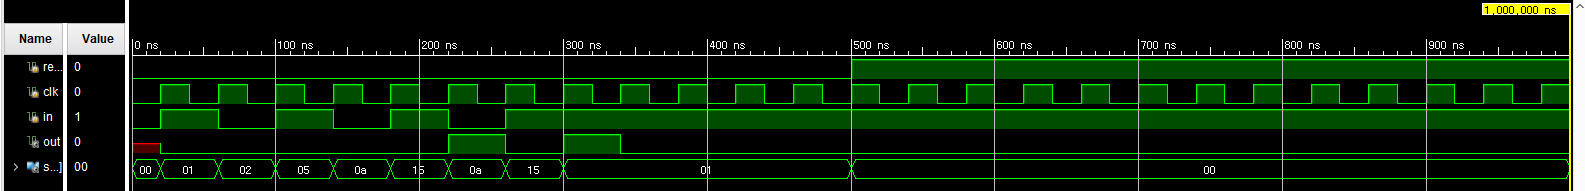 1,000,000 ns
Name Value
0 ns 100 ns 200 ns 300 ns 400 ns 500 ns 600 ns 700 ns 800 ns 900 ns
re... 0
clk 0
in 1
out 0
s...] 00 00 01 02 05 0a 15 0a 15 01 00